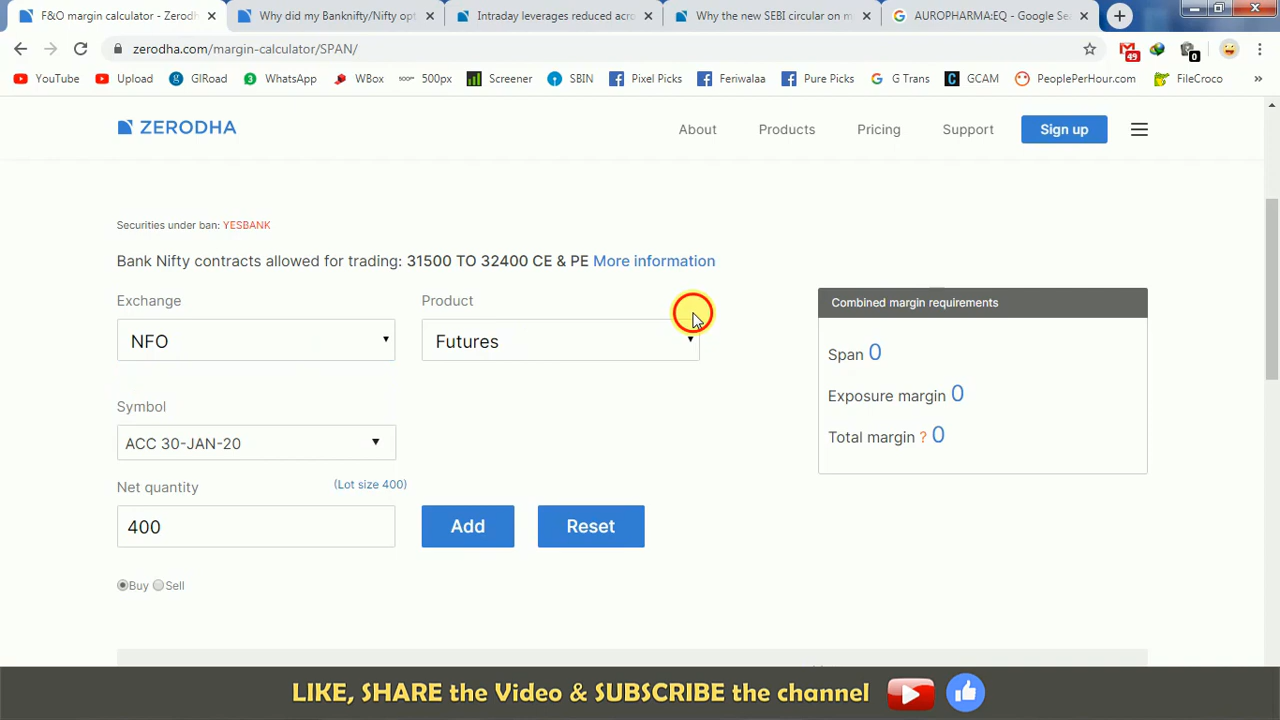 F&O margin calculator - Zerodh
Why did my Banknifty/Nifty opt
Intraday leverages reduced acro
Why the new SEBI circular on m
AUROPHARMA:EQ - Google Se
zerodha.com/margin-calculator/SPAN/
49
0
YouTube
Upload
GIRoad
WhatsApp
WBox
500px
Screener
SBIN
Pixel Picks
Feriwalaa
Pure Picks
G Trans
GCAM
PeoplePerHour.com
FileCroco
ZERODHA
About
Products
Pricing
Support
Sign up
Securities under ban: YESBANK
Bank Nifty contracts allowed for trading: 31500 TO 32400 CE & PE More information
Exchange
Product
NFO
Futures
Combined margin requirements
Span 0
Exposure margin 0
Total margin ? 0
Symbol
ACC 30-JAN-20
Net quantity
(Lot size 400)
400
Add
Reset
Buy
Sell
LIKE, SHARE the Video & SUBSCRIBE the channel